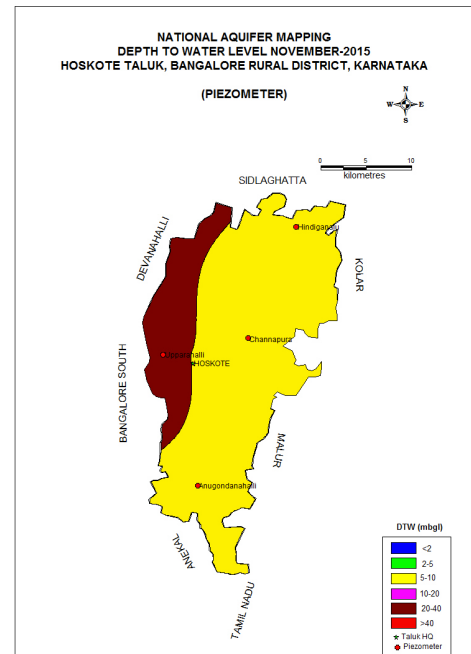 NATIONAL AQUIFER MAPPING
DEPTH TO WATER LEVEL NOVEMBER-2015
HOSKOTE TALUK, BANGALORE RURAL DISTRICT, KARNATAKA
(PIEZOMETER)
N
W E
S
0 5 10
kilometres
SIDLAGHATTA
DEVANAHALLI
KOLAR
Channapura
HOSKOTE
BANGALORE SOUTH
MALUR
Anugondanahalli
ANEKAL
TAMIL NADU
DTW (mbgl)
<2
2-5
5-10
10-20
20-40
>40
Taluk HQ
Piezometer